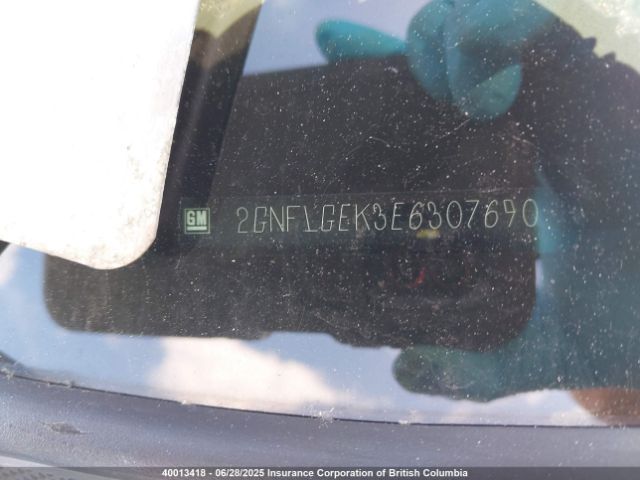 GM 2GNFLGEK3E6307690
40013418 - 06/28/2025 Insurance Corporation of British Columbia